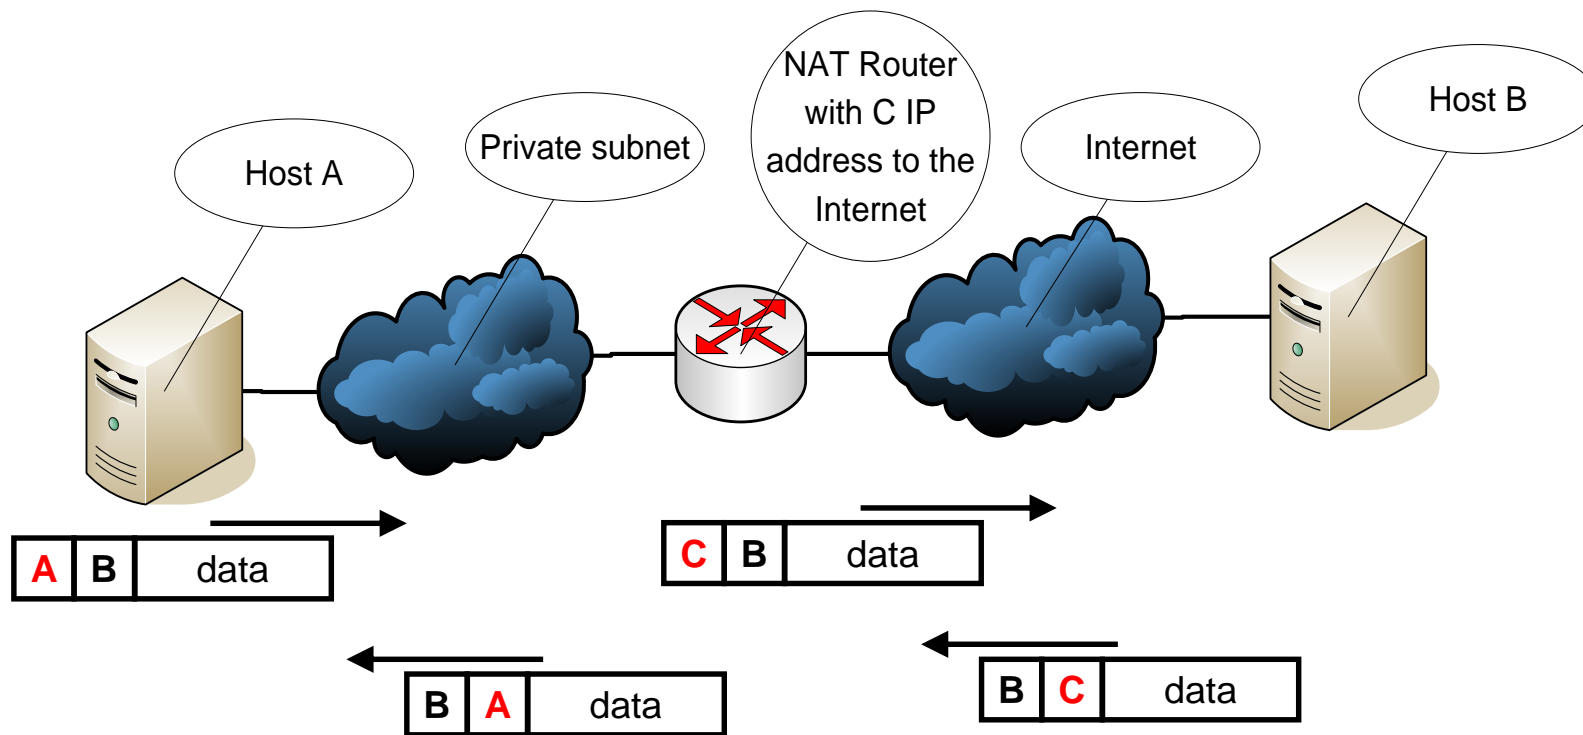 Host A
Private subnet
NAT Router
with C IP
address to the
Internet
Internet
Host B
A B data
C B data
B A data
B C data